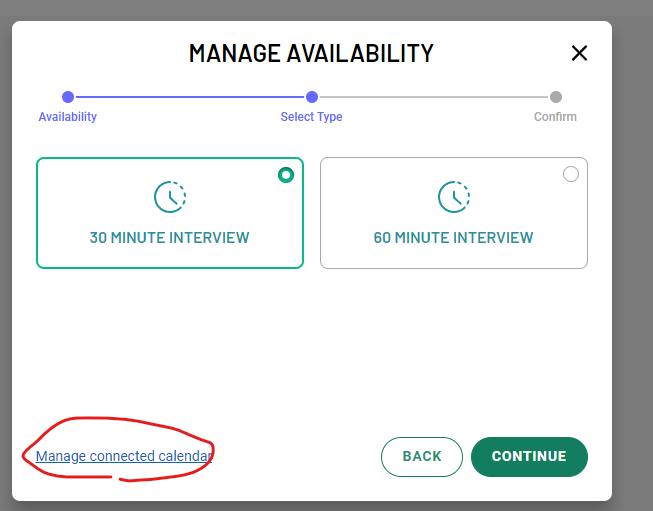 MANAGE AVAILABILITY
Availability
Select Type
Confirm
30 MINUTE INTERVIEW
60 MINUTE INTERVIEW
Manage connected calendar
BACK
CONTINUE